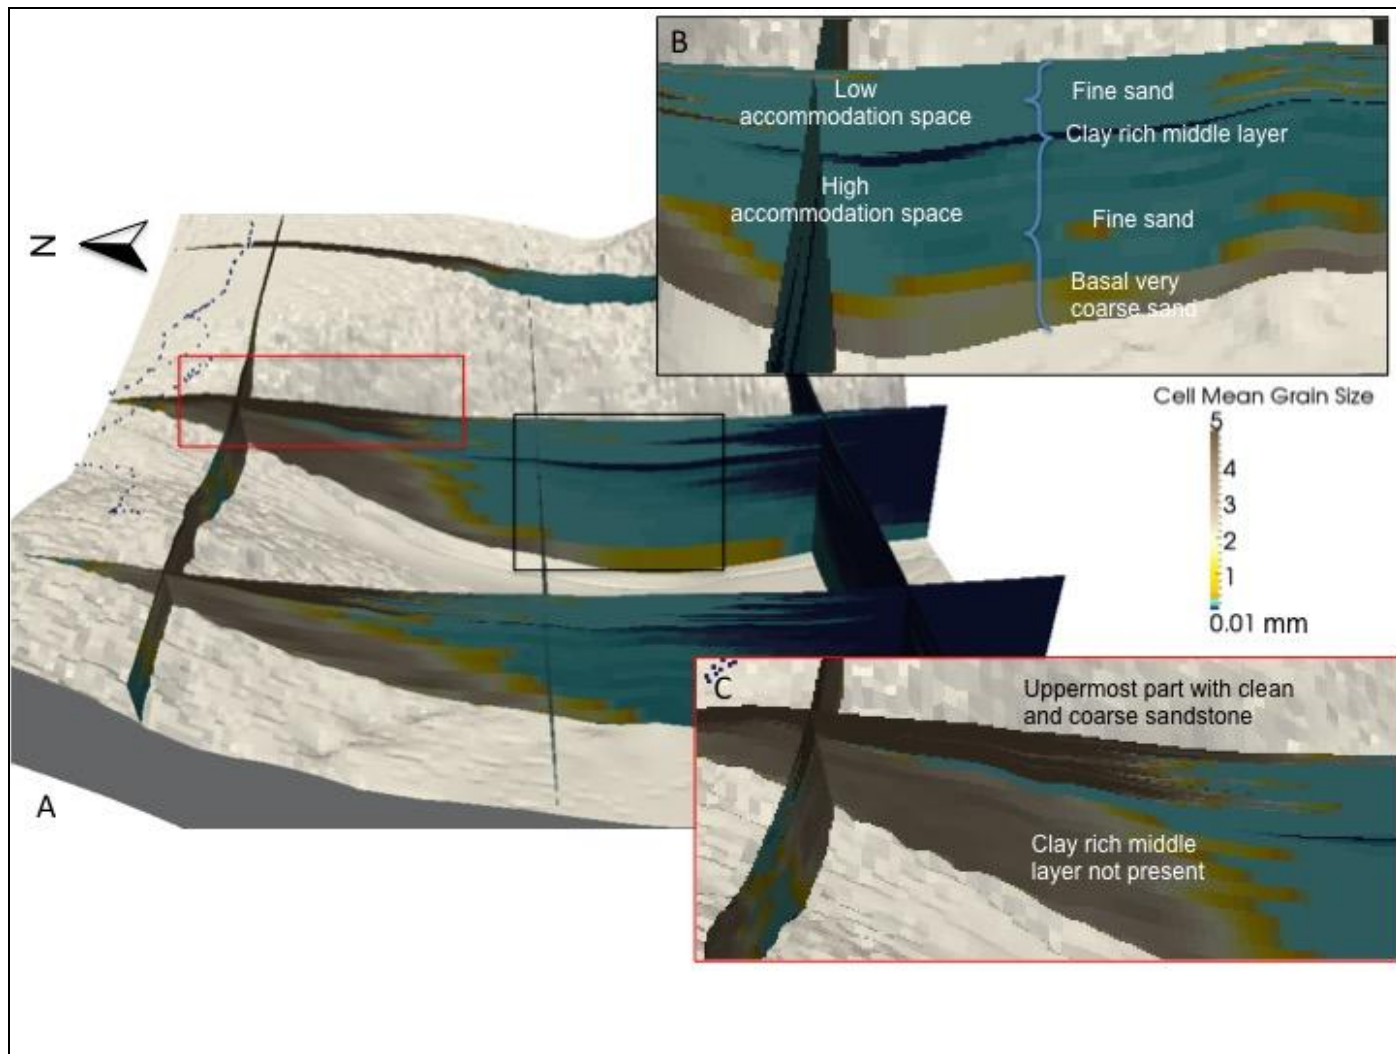 B
Low
accommodation space
Fine sand
Clay rich middle layer
High
accommodation space
Fine sand
Basal very
coarse sand
N
Cell Mean Grain Size
5
4
3
2
1
0.01 mm
C
Uppermost part with clean
and coarse sandstone
Clay rich middle
layer not present
A